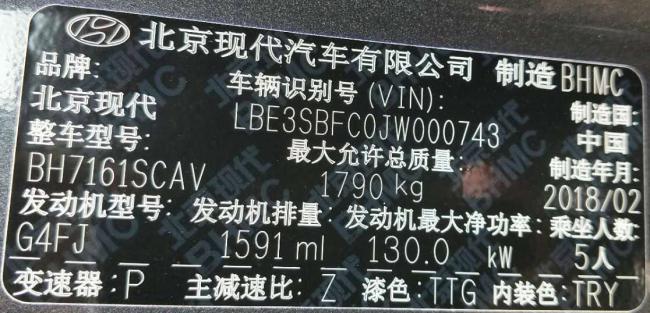 北京现代汽车有限公司 制造 BHMC
品牌: 车辆识别号(VIN): 制造国:
北京现代 LBE3SBFC0JW000743 中国
整车型号: 最大允许总质量: 制造年月:
BH7161SCAV 1790 kg 2018/02
发动机型号: 发动机排量: 发动机最大净功率: 乘坐人数:
G4FJ 1591 ml 130.0 kW 5人
变速器: P 主减速比: Z 漆色: TTG 内装色: TRY